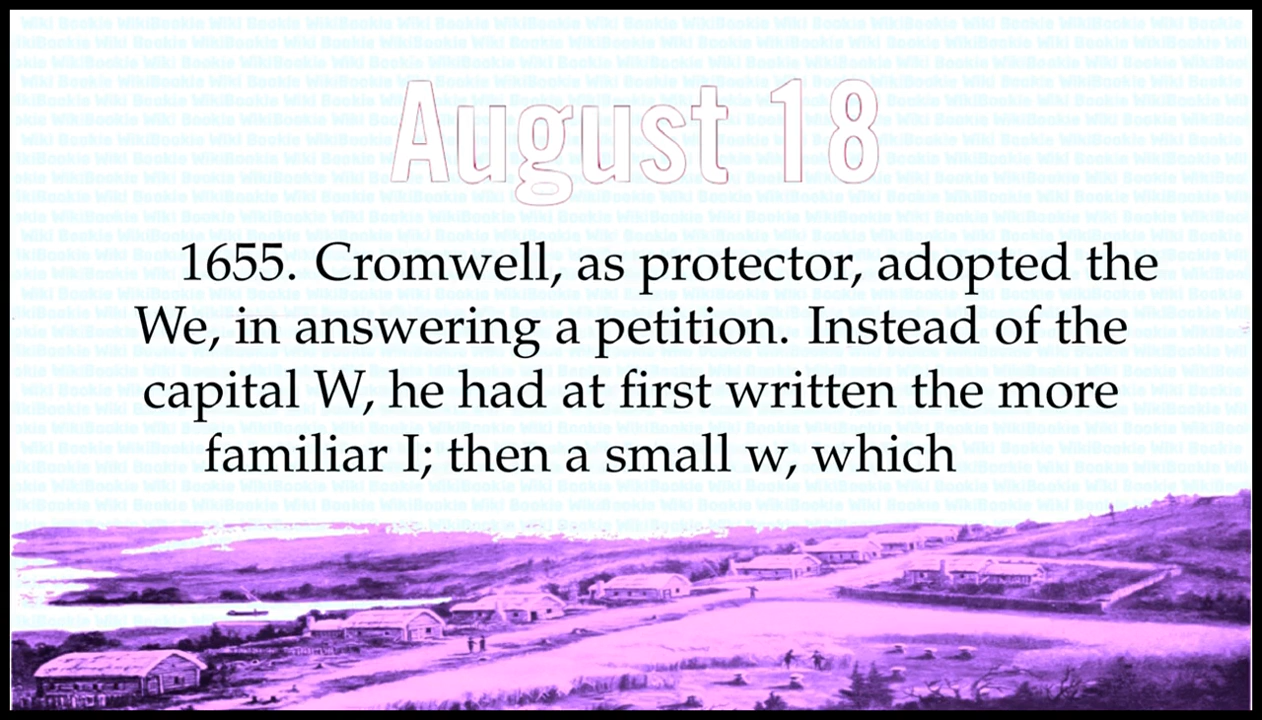 August 18
1655. Cromwell, as protector, adopted the
We, in answering a petition. Instead of the
capital W, he had at first written the more
familiar I; then a small w, which